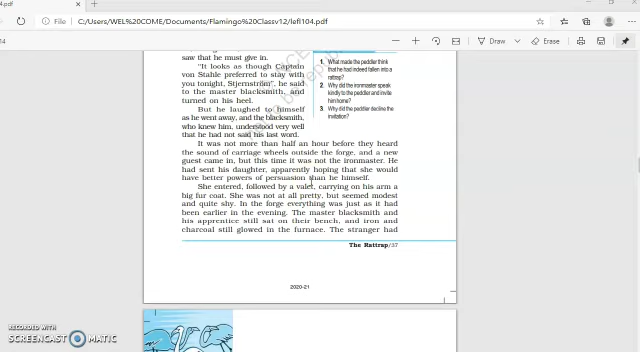 4.pdf
File | C:/Users/WEL%20COME/Documents/Flamingo%20Classv12/lefl104.pdf
14
Draw
Erase
saw that he must give in.
"It looks as though Captain
von Stahle preferred to stay with
you tonight, Stjernström", he said
to the master blacksmith, and
turned on his heel.
But he laughed to himself
as he went away, and the blacksmith,
who knew him, understood very well
that he had not said his last word.
1. What made the peddler think
that he had indeed fallen into a
rattrap?
2. Why did the ironmaster speak
kindly to the peddler and invite
him home?
3. Why did the peddler decline the
invitation?
It was not more than half an hour before they heard
the sound of carriage wheels outside the forge, and a new
guest came in, but this time it was not the ironmaster. He
had sent his daughter, apparently hoping that she would
have better powers of persuasion than he himself.
She entered, followed by a valet, carrying on his arm a
big fur coat. She was not at all pretty, but seemed modest
and quite shy. In the forge everything was just as it had
been earlier in the evening. The master blacksmith and
his apprentice still sat on their bench, and iron and
charcoal still glowed in the furnace. The stranger had
The Rattrap/37
2020-21
RECORDED WITH
SCREENCAST MATIC